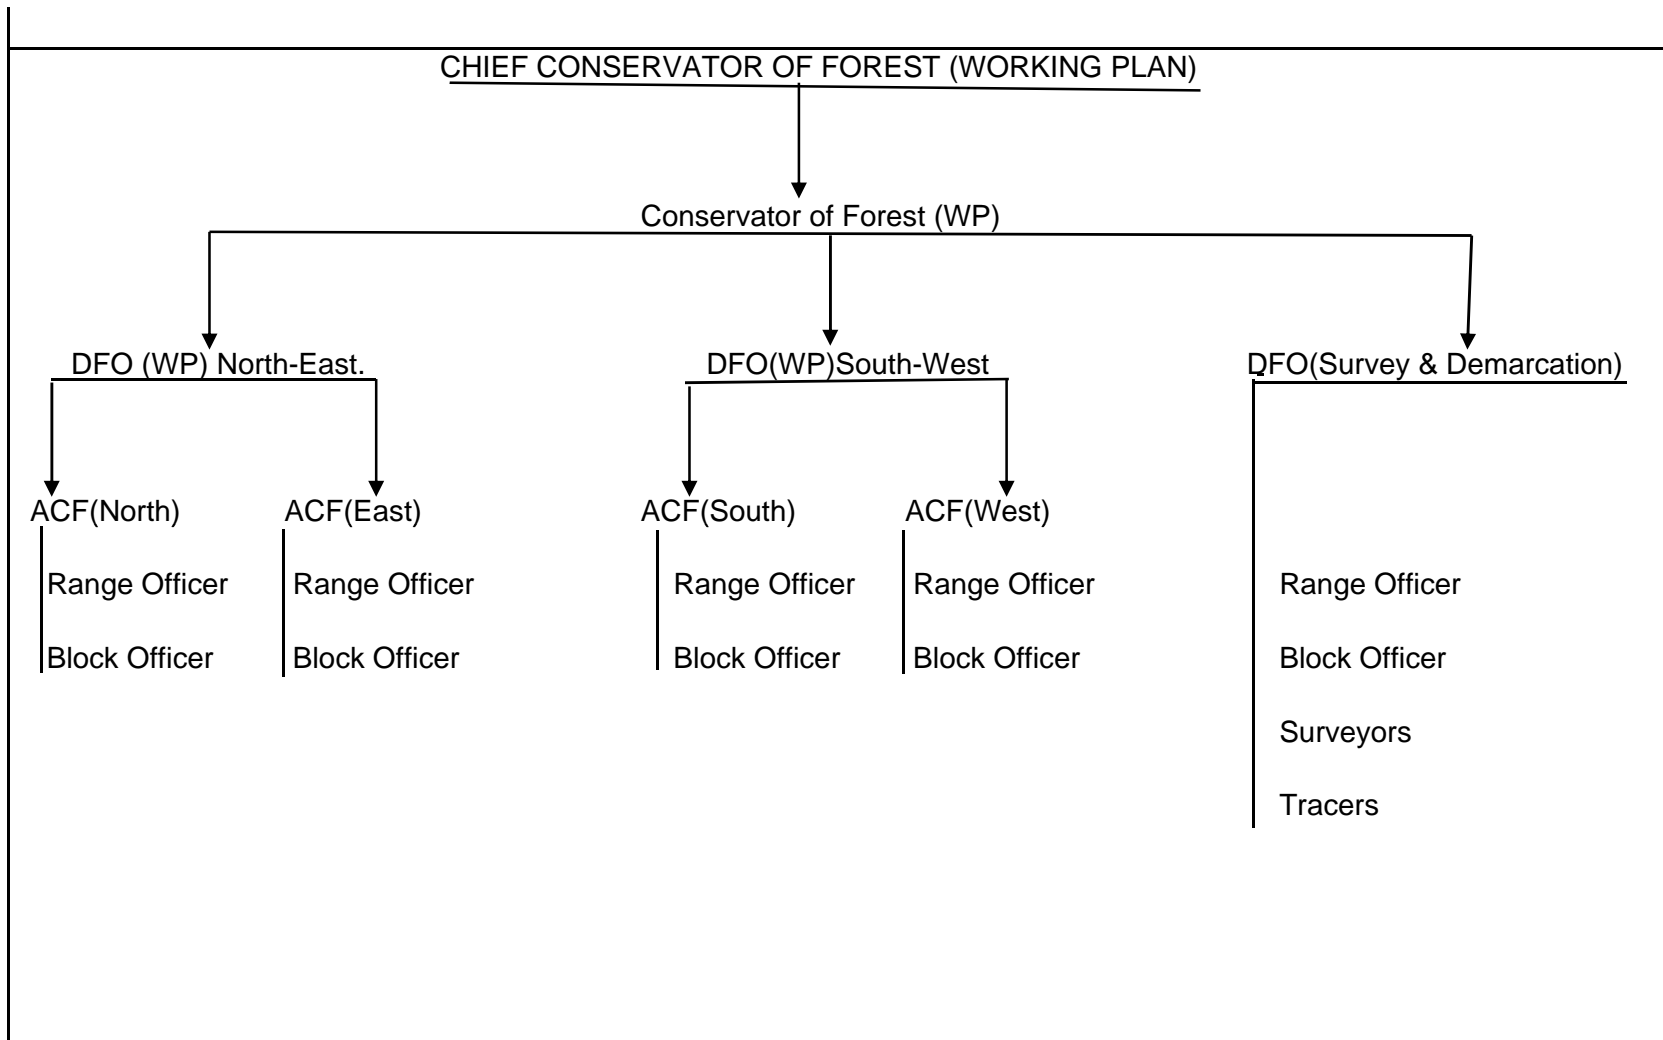 CHIEF CONSERVATOR OF FOREST (WORKING PLAN)
Conservator of Forest (WP)
DFO (WP) North-East. DFO(WP)South-West DFO(Survey & Demarcation)
ACF(North) ACF(East) ACF(South) ACF(West)
Range Officer Range Officer Range Officer Range Officer Range Officer
Block Officer Block Officer Block Officer Block Officer Block Officer
Surveyors
Tracers